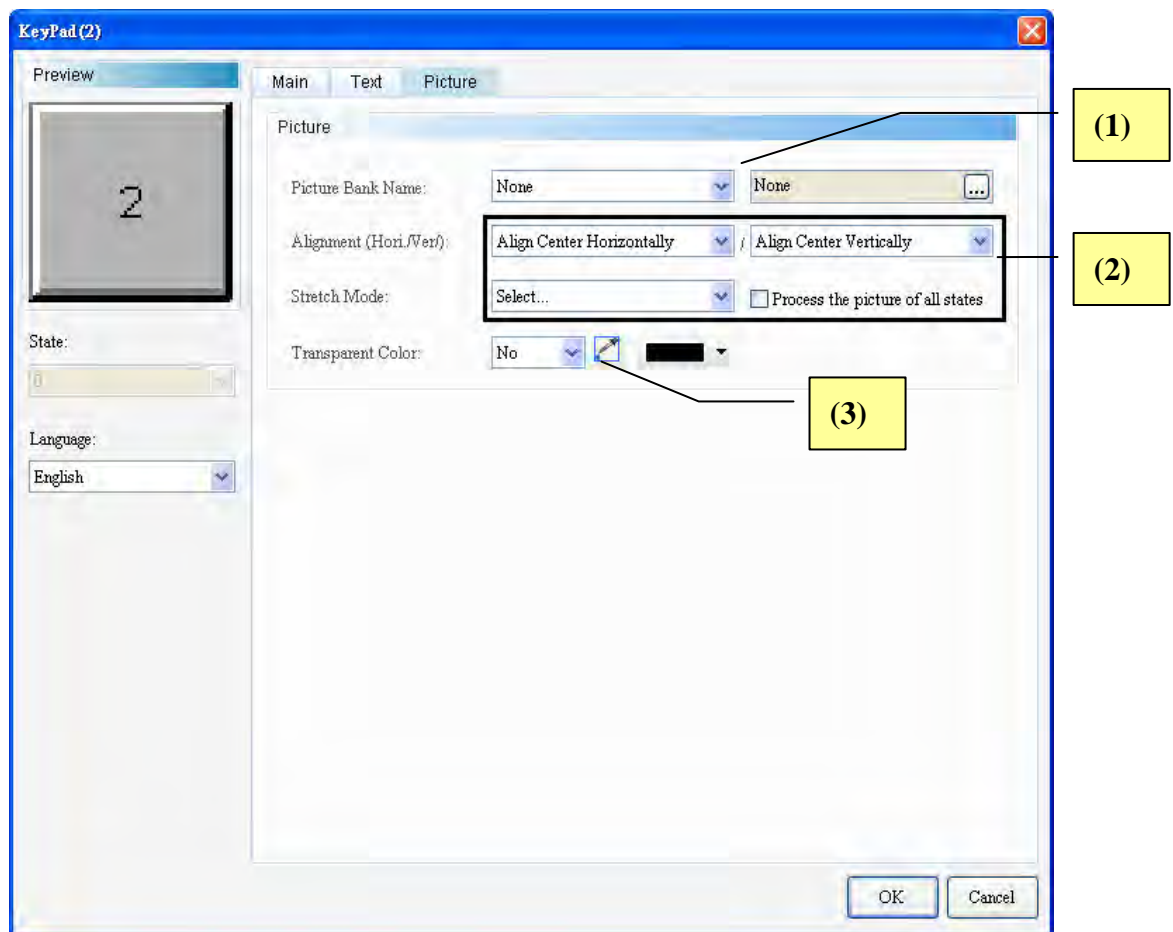 KeyPad (2)
Preview
Main Text Picture
2
Picture
(1)
Picture Bank Name: None None ...
Alignment (Hori./Ver/): Align Center Horizontally / Align Center Vertically
(2)
Stretch Mode: Select... Process the picture of all states
State:
Transparent Color: No
0
(3)
Language:
English
OK Cancel